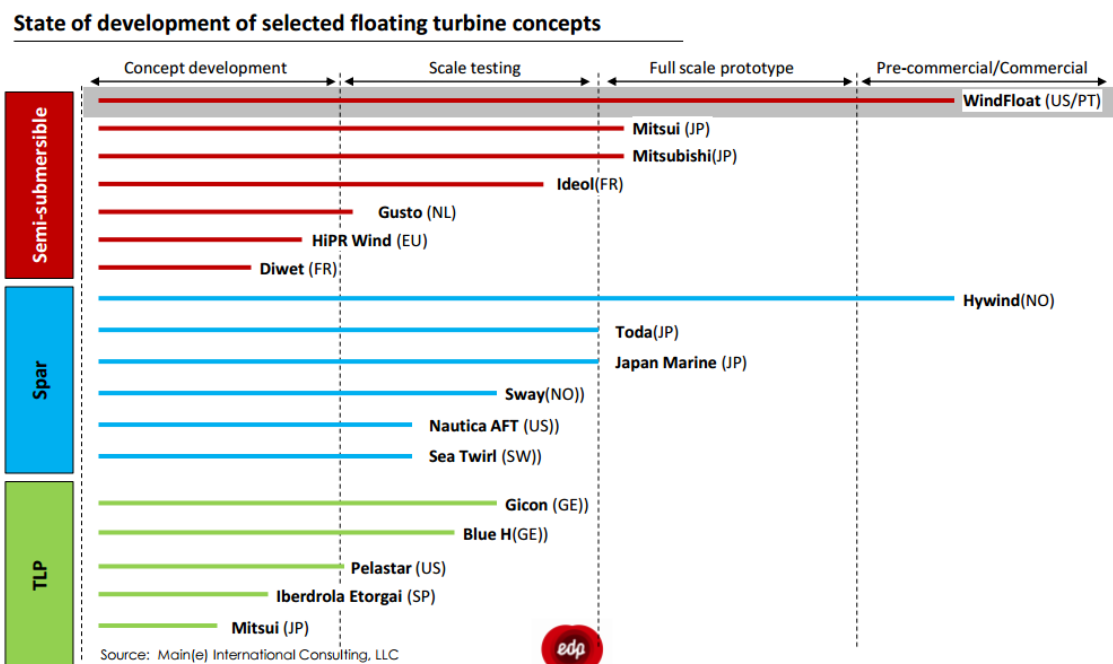 State of development of selected floating turbine concepts
Concept development Scale testing Full scale prototype Pre-commercial/Commercial
Semi-submersible
WindFloat (US/PT)
Mitsui (JP)
Mitsubishi(JP)
Ideol(FR)
Gusto (NL)
HiPR Wind (EU)
Diwet (FR)
Spar
Hywind(NO)
Toda(JP)
Japan Marine (JP)
Sway(NO))
Nautica AFT (US))
Sea Twirl (SW))
TLP
Gicon (GE))
Blue H(GE))
Pelastar (US)
Iberdrola Etorgai (SP)
Mitsui (JP)
Source: Main(e) International Consulting, LLC
edp